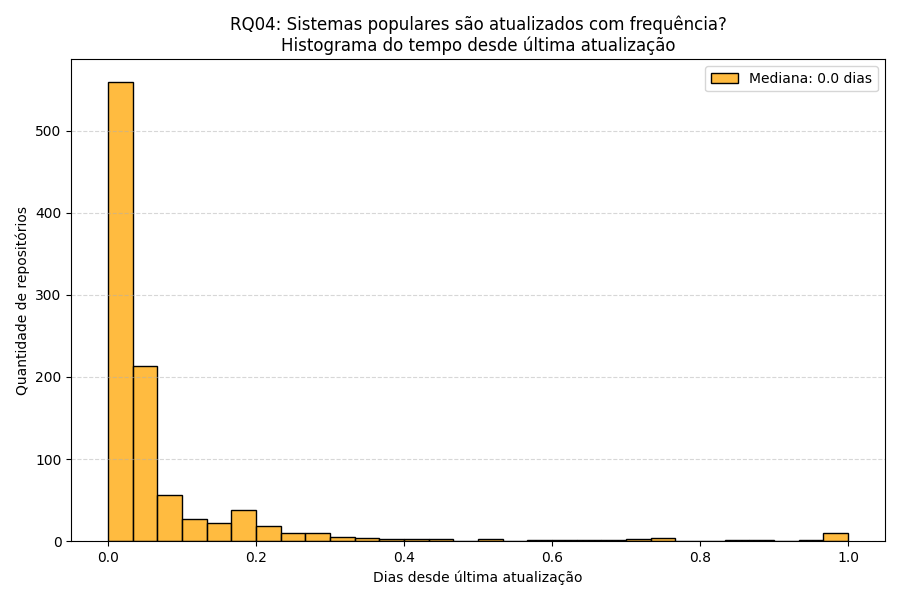 RQ04: Sistemas populares são atualizados com frequência?
Histograma do tempo desde última atualização
Mediana: 0.0 dias
Quantidade de repositórios
500
400
300
200
100
0
0.0
0.2
0.4
0.6
0.8
1.0
Dias desde última atualização